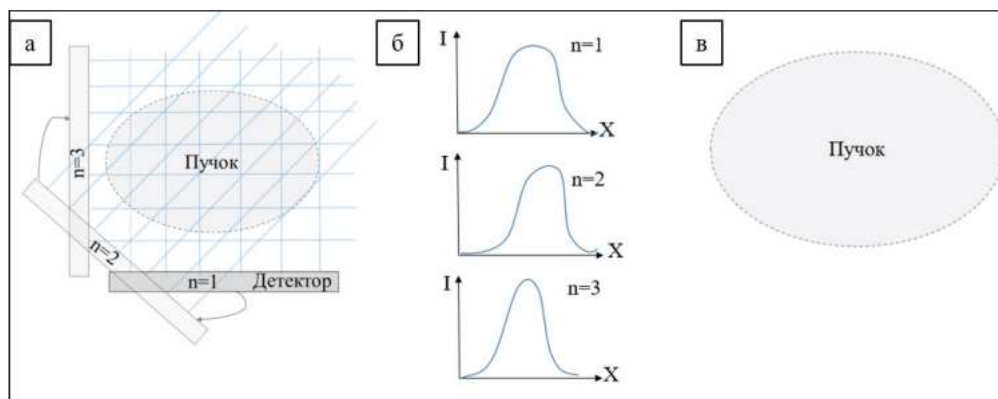 а
Пучок
n=3
n=2
n=1
Детектор
б
I
n=1
X
I
n=2
X
I
n=3
X
в
Пучок